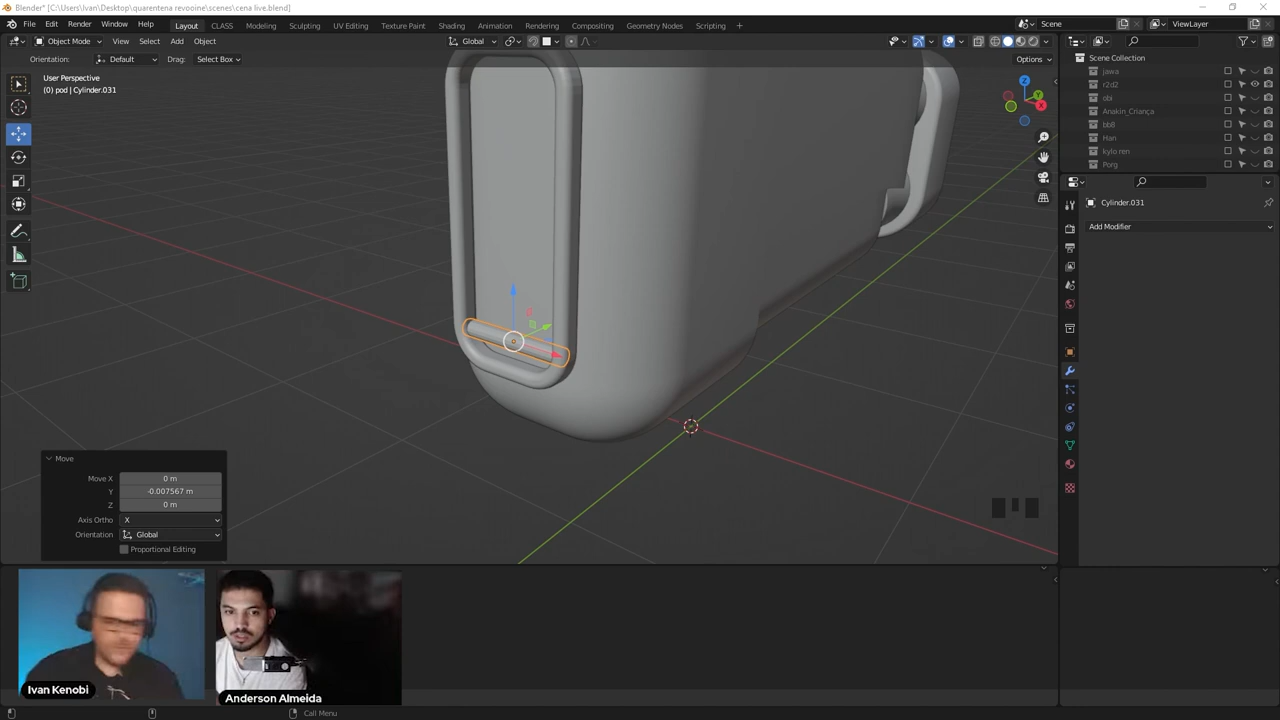 Blender* [C:\Users\Ivan\Desktop\quarentena revooine\scenes\cena live.blend]
File Edit Render Window Help Layout CLASS Modeling Sculpting UV Editing Texture Paint Shading Animation Rendering Compositing Geometry Nodes Scripting Scene ViewLayer
Object Mode View Select Add Object Global
Orientation: Default Drag: Select Box Options
User Perspective
(0) pod | Cylinder.031
Z
Y
X
Scene Collection
jawa
r2d2
obi
Anakin_Criança
bb8
Han
kylo ren
Porg
Cylinder.031
Add Modifier
Move
Move X 0 m
Y -0.007567 m
Z 0 m
Axis Ortho X
Orientation Global
Proportional Editing
Ivan Kenobi
Anderson Almeida
Call Menu